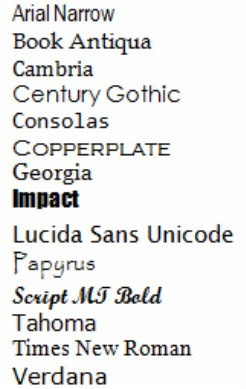 Arial Narrow
Book Antiqua
Cambria
Century Gothic
Consolas
COPPERPLATE
Georgia
Impact
Lucida Sans Unicode
Papyrus
Script MT Bold
Tahoma
Times New Roman
Verdana